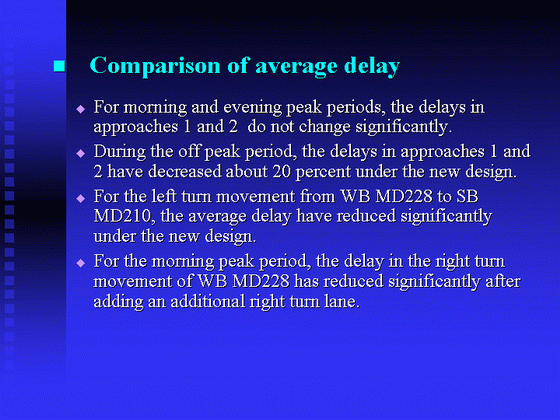 Comparison of average delay
For morning and evening peak periods, the delays in
approaches 1 and 2 do not change significantly.
During the off peak period, the delays in approaches 1 and
2 have decreased about 20 percent under the new design.
For the left turn movement from WB MD228 to SB
MD210, the average delay have reduced significantly
under the new design.
For the morning peak period, the delay in the right turn
movement of WB MD228 has reduced significantly after
adding an additional right turn lane.